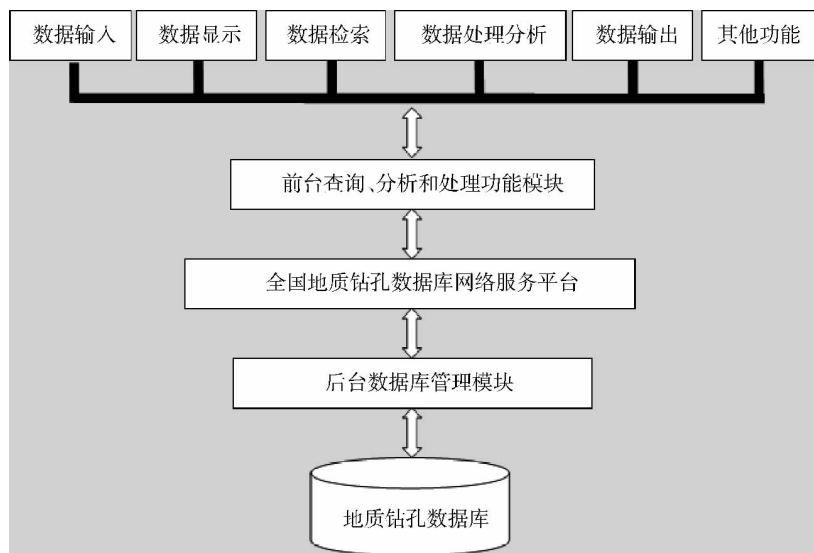 数据输入 数据显示 数据检索 数据处理分析 数据输出 其他功能
前台查询、分析和处理功能模块
全国地质钻孔数据库网络服务平台
后台数据库管理模块
地质钻孔数据库